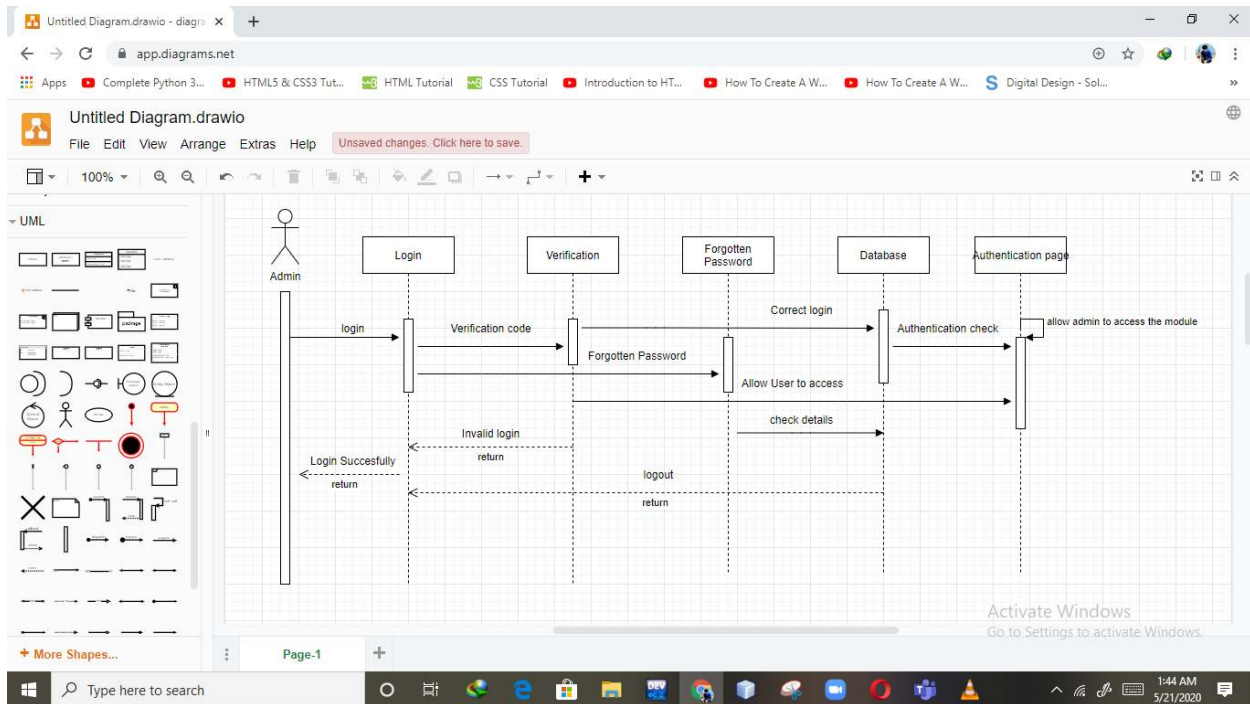 Untitled Diagram.drawio - diagra
app.diagrams.net
Apps Complete Python 3... HTML5 & CSS3 Tut... HTML Tutorial CSS Tutorial Introduction to HT... How To Create A W... How To Create A W... Digital Design - Sol...
Untitled Diagram.drawio
File Edit View Arrange Extras Help Unsaved changes. Click here to save.
100%
UML
Admin
Login
Verification
Forgotten
Password
Database
Authentication page
login
Verification code
Correct login
Authentication check
allow admin to access the module
Forgotten Password
Allow User to access
check details
Invalid login
return
Login Succesfully
return
logout
return
package
Activate Windows
Go to Settings to activate Windows.
+ More Shapes...
Page-1
Type here to search
DEV
1:44 AM
5/21/2020